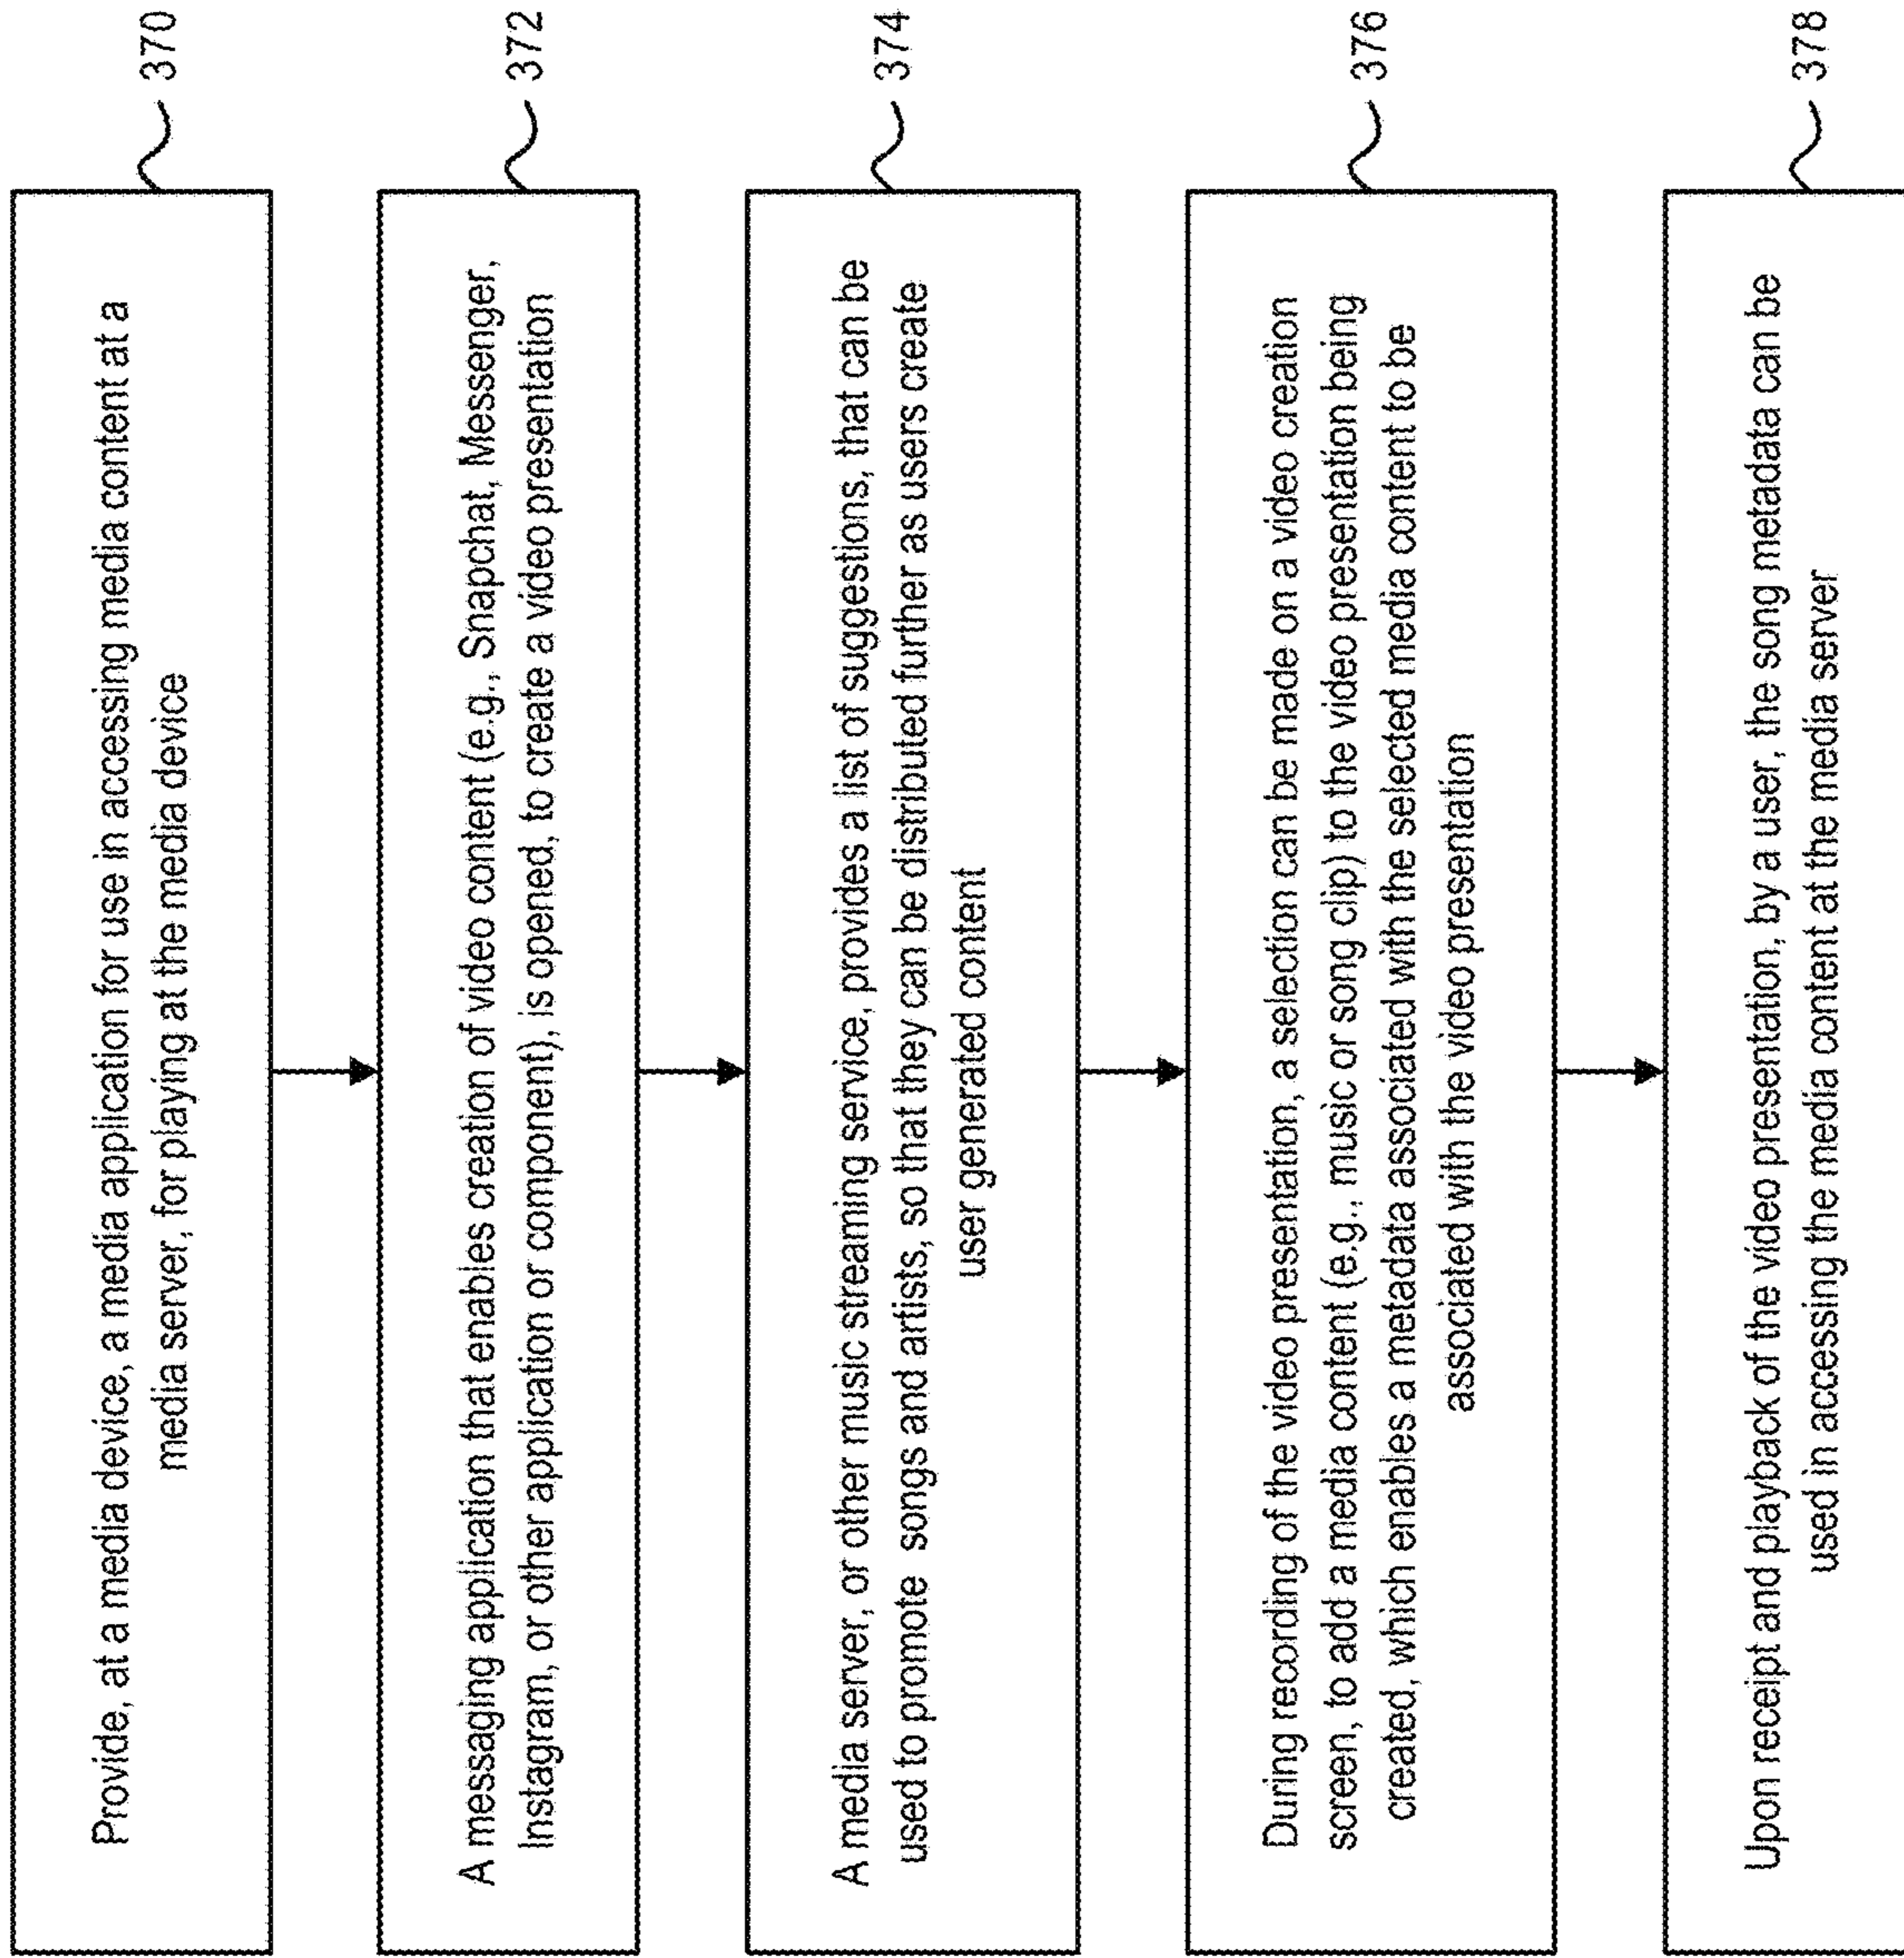 Provide, at a media device, a media application for use in accessing media content at a
media server, for playing at the media device
370
A messaging application that enables creation of video content (e.g., Snapchat, Messenger,
Instagram, or other application or component), is opened, to create a video presentation
372
A media server, or other music streaming service, provides a list of suggestions, that can be
used to promote songs and artists, so that they can be distributed further as users create
user generated content
374
During recording of the video presentation, a selection can be made on a video creation
screen, to add a media content (e.g., music or song clip) to the video presentation being
created, which enables a metadata associated with the selected media content to be
associated with the video presentation
376
Upon receipt and playback of the video presentation, by a user, the song metadata can be
used in accessing the media content at the media server
378